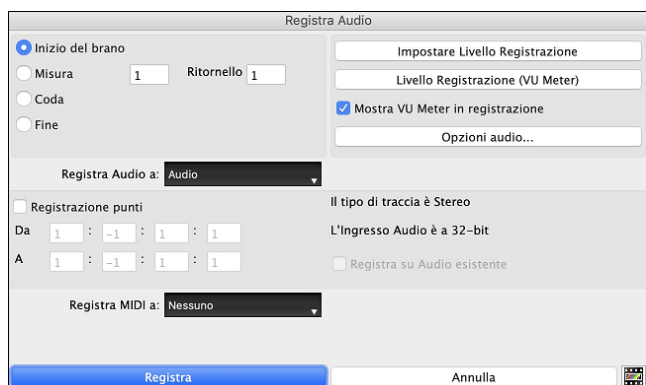 Registra Audio
Inizio del brano
Misura 1 Ritornello 1
Coda
Fine
Impostare Livello Registrazione
Livello Registrazione (VU Meter)
Mostra VU Meter in registrazione
Opzioni audio...
Registra Audio a: Audio
Registrazione punti
Da 1 : -1 : 1 : 1
A 1 : -1 : 1 : 1
Il tipo di traccia è Stereo
L'Ingresso Audio è a 32-bit
Registra su Audio esistente
Registra MIDI a: Nessuno
Registra
Annulla